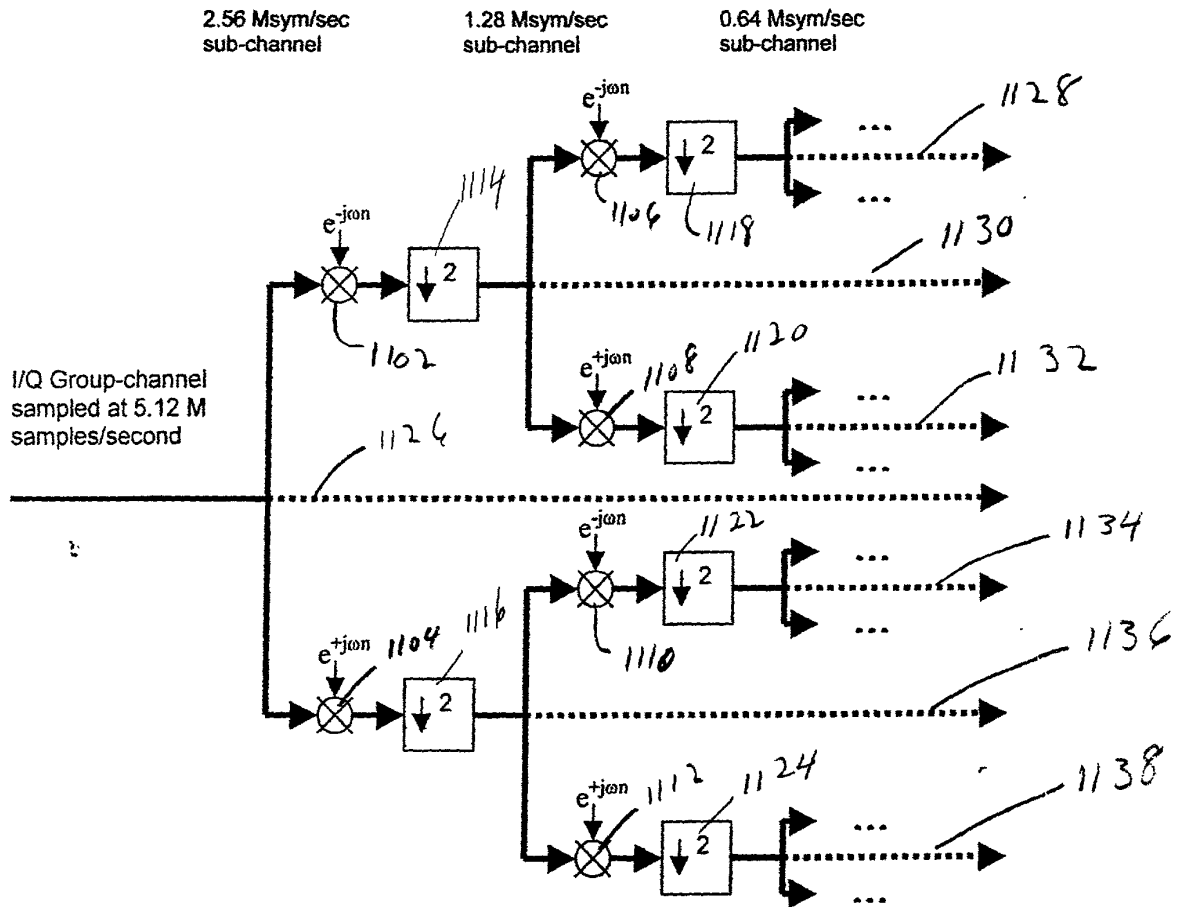 2.56 Msym/sec
sub-channel
1.28 Msym/sec
sub-channel
0.64 Msym/sec
sub-channel
e-jωn
1128
...
2
1114
1106
1118
...
e-jωn
1130
2
1102
1120
e+jωn
1108
1132
I/Q Group-channel
sampled at 5.12 M
samples/second
...
2
1126
...
e-jωn
1122
1134
...
2
1116
...
e+jωn
1104
1110
1136
2
1124
e+jωn
1112
1138
...
2
...